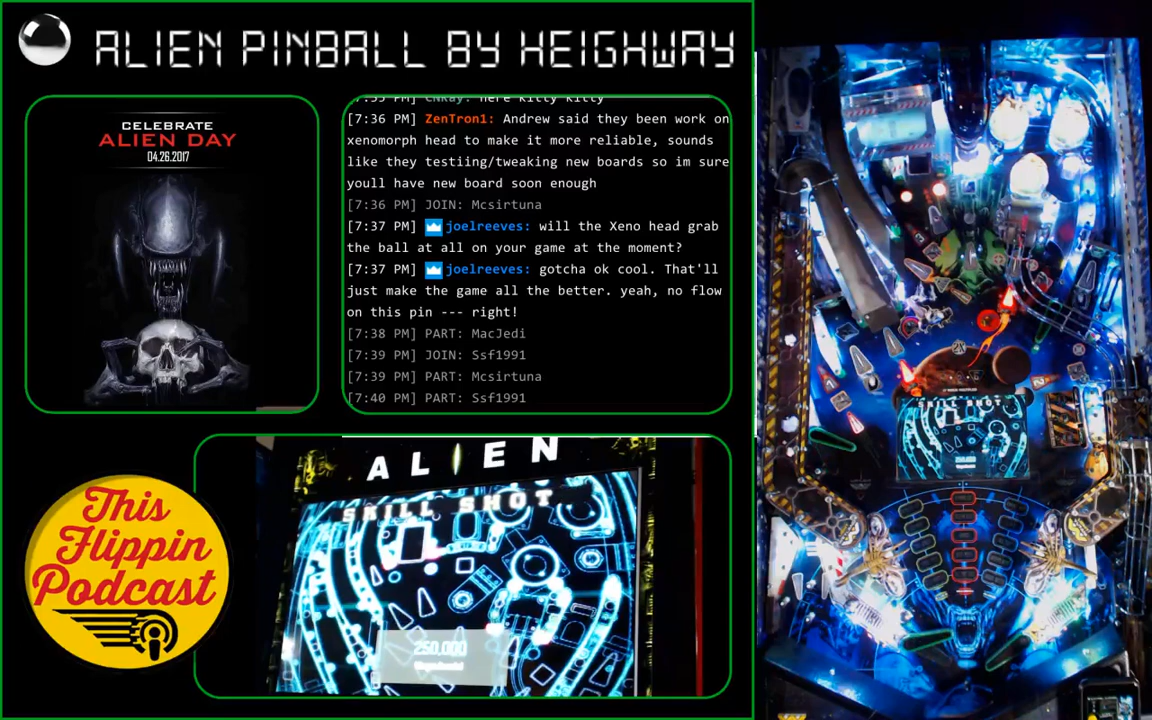 ALIEN PINBALL BY HEIGHWAY
CELEBRATE
ALIEN DAY
04.26.2017
[7:36 PM] ZenTron1: Andrew said they been work on
xenomorph head to make it more reliable, sounds
like they testiing/tweaking new boards so im sure
youll have new board soon enough
[7:36 PM] JOIN: Mcsirtuna
[7:37 PM] joelreeves: will the Xeno head grab
the ball at all on your game at the moment?
[7:37 PM] joelreeves: gotcha ok cool. That'll
just make the game all the better. yeah, no flow
on this pin --- right!
[7:38 PM] PART: MacJedi
[7:39 PM] JOIN: Ssf1991
[7:39 PM] PART: Mcsirtuna
[7:40 PM] PART: Ssf1991
This
Flippin
Podcast
ALIEN
SKILL SHOT
250,000
SKILL SHOT
2X